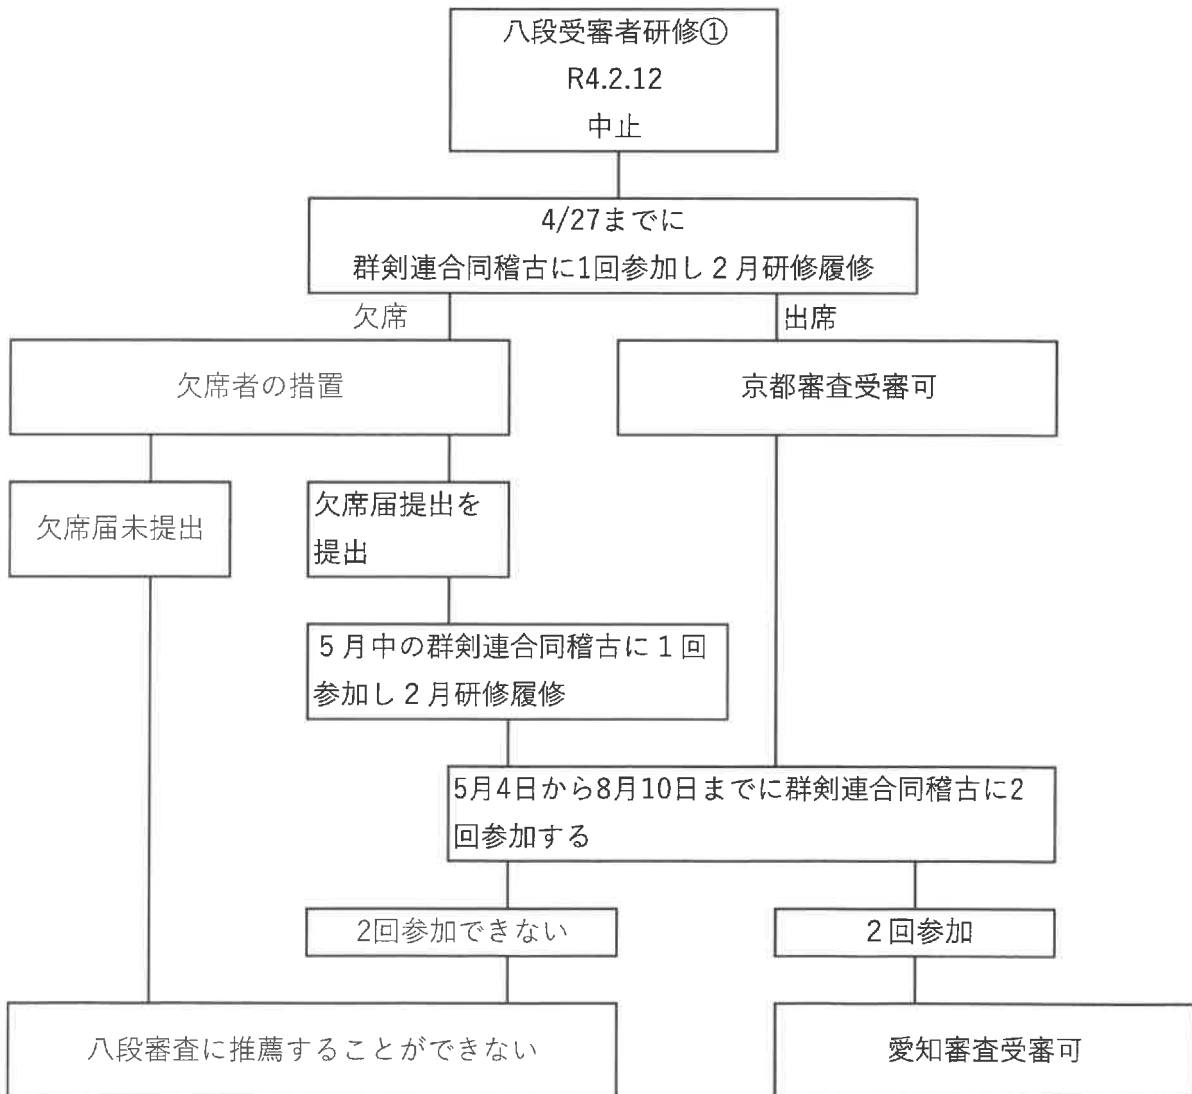 八段受審者研修①
R4.2.12
中止
4/27までに
群剣連合同稽古に1回参加し２月研修履修
欠席
出席
欠席者の措置
京都審査受審可
欠席届未提出
欠席届提出を
提出
５月中の群剣連合同稽古に１回
参加し２月研修履修
5月4日から8月10日までに群剣連合同稽古に2
回参加する
2回参加できない
２回参加
八段審査に推薦することができない
愛知審査受審可